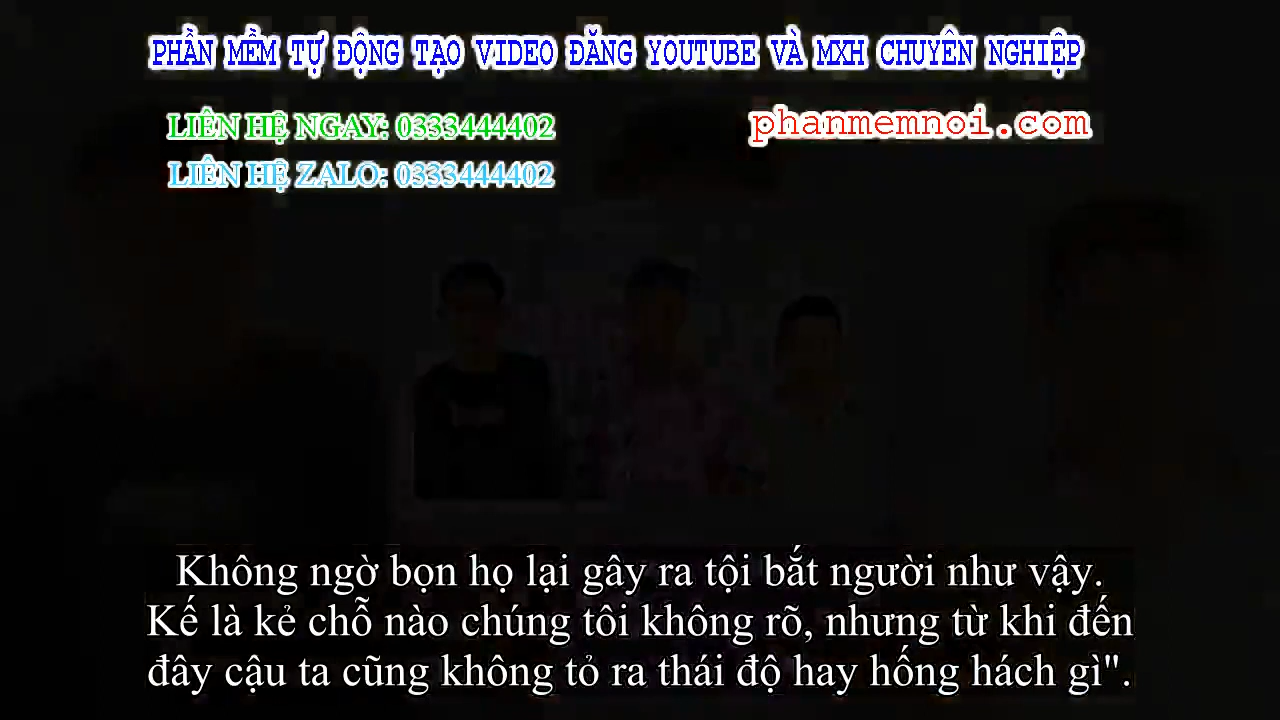 PHẦN MỀM TỰ ĐỘNG TẠO VIDEO ĐĂNG YOUTUBE VÀ MXH CHUYÊN NGHIỆP
LIÊN HỆ NGAY: 0333444402
phanmemnoi.com
LIÊN HỆ ZALO: 0333444402
Không ngờ bọn họ lại gây ra tội bắt người như vậy.
Kế là kẻ chỗ nào chúng tôi không rõ, nhưng từ khi đến
đây cậu ta cũng không tỏ ra thái độ hay hống hách gì".